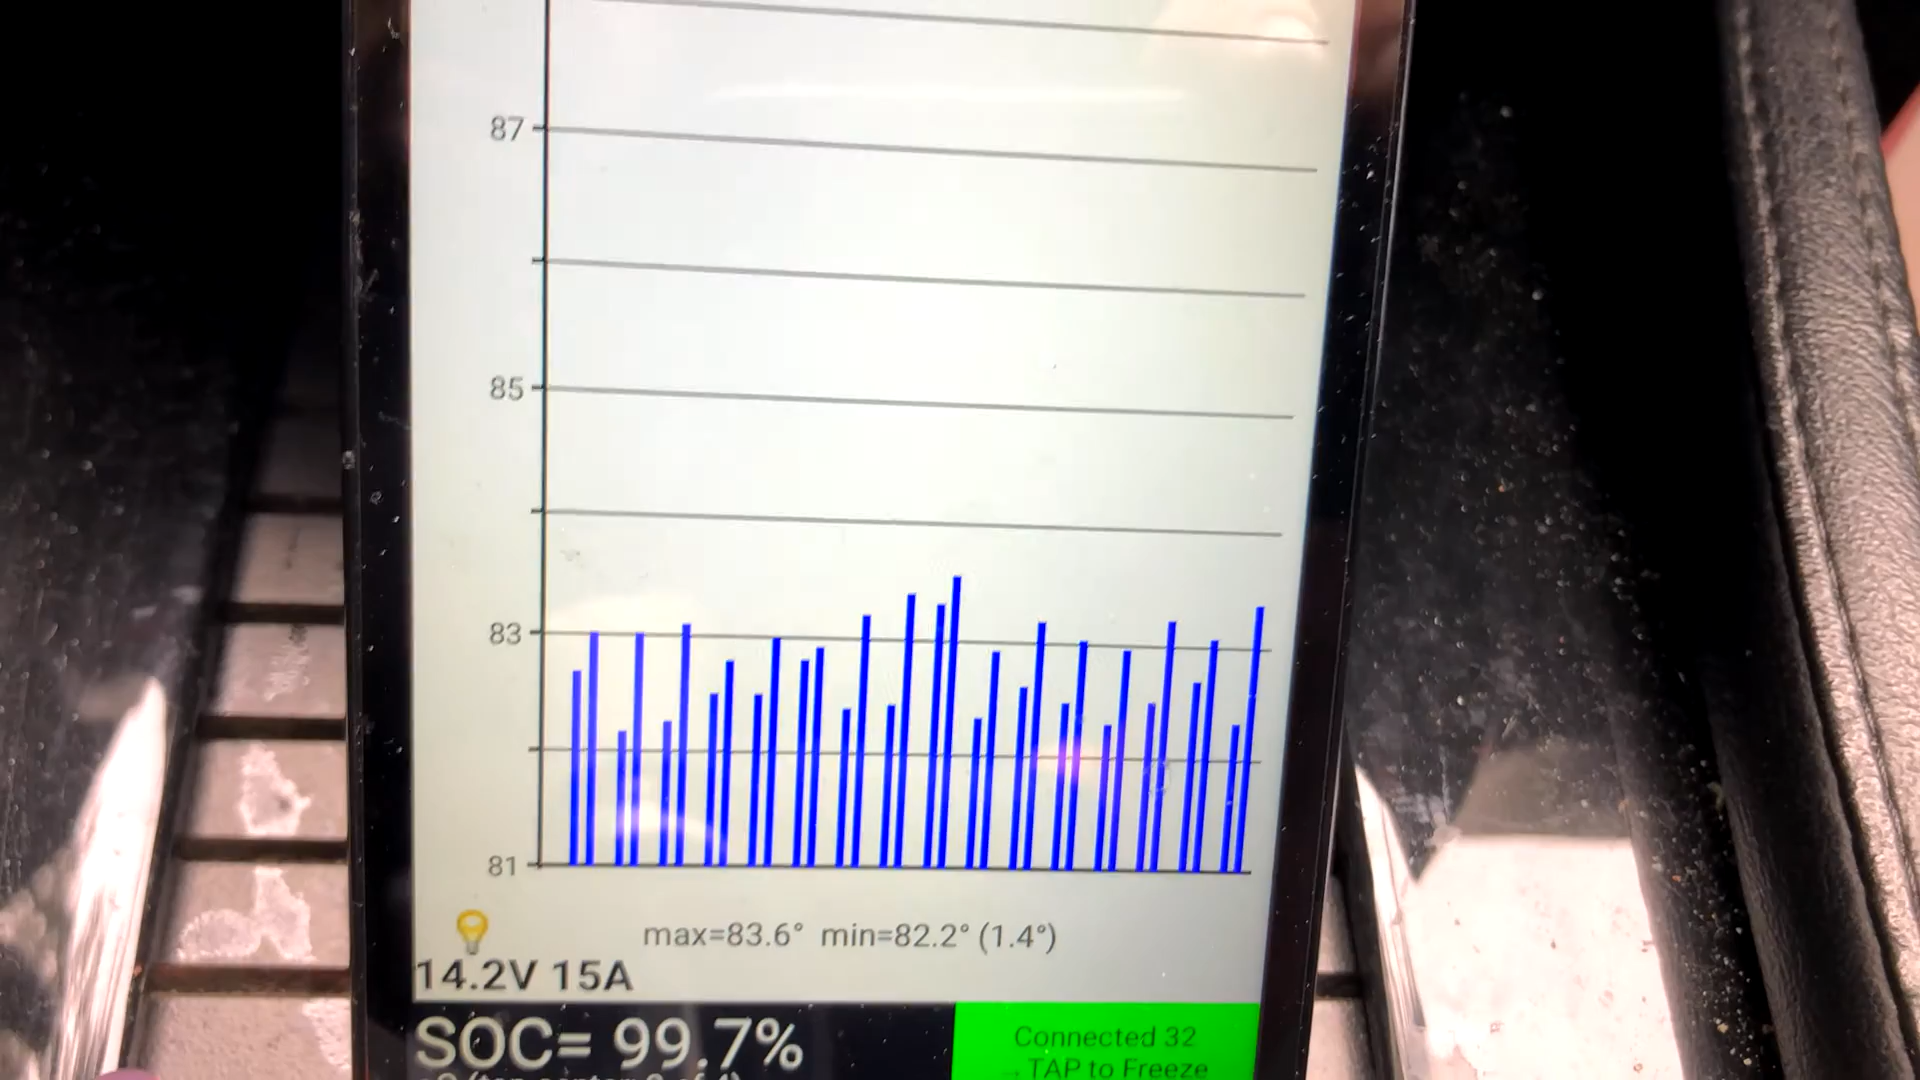 87
85
83
81
max=83.6° min=82.2° (1.4°)
14.2V 15A
SOC= 99.7%
Connected 32
TAP to Freeze